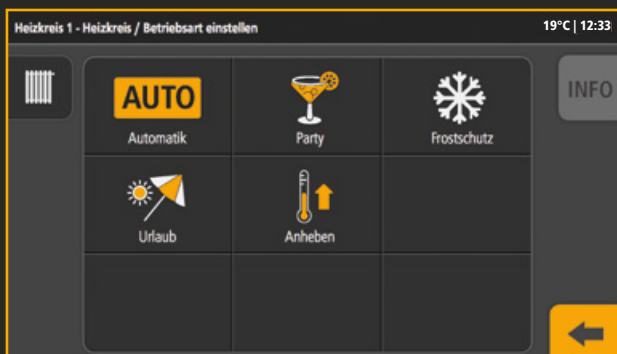 Heizkreis 1 - Heizkreis / Betriebsart einstellen
19°C | 12:33
INFO
AUTO
Automatik
Party
Frostschutz
Urlaub
Anheben